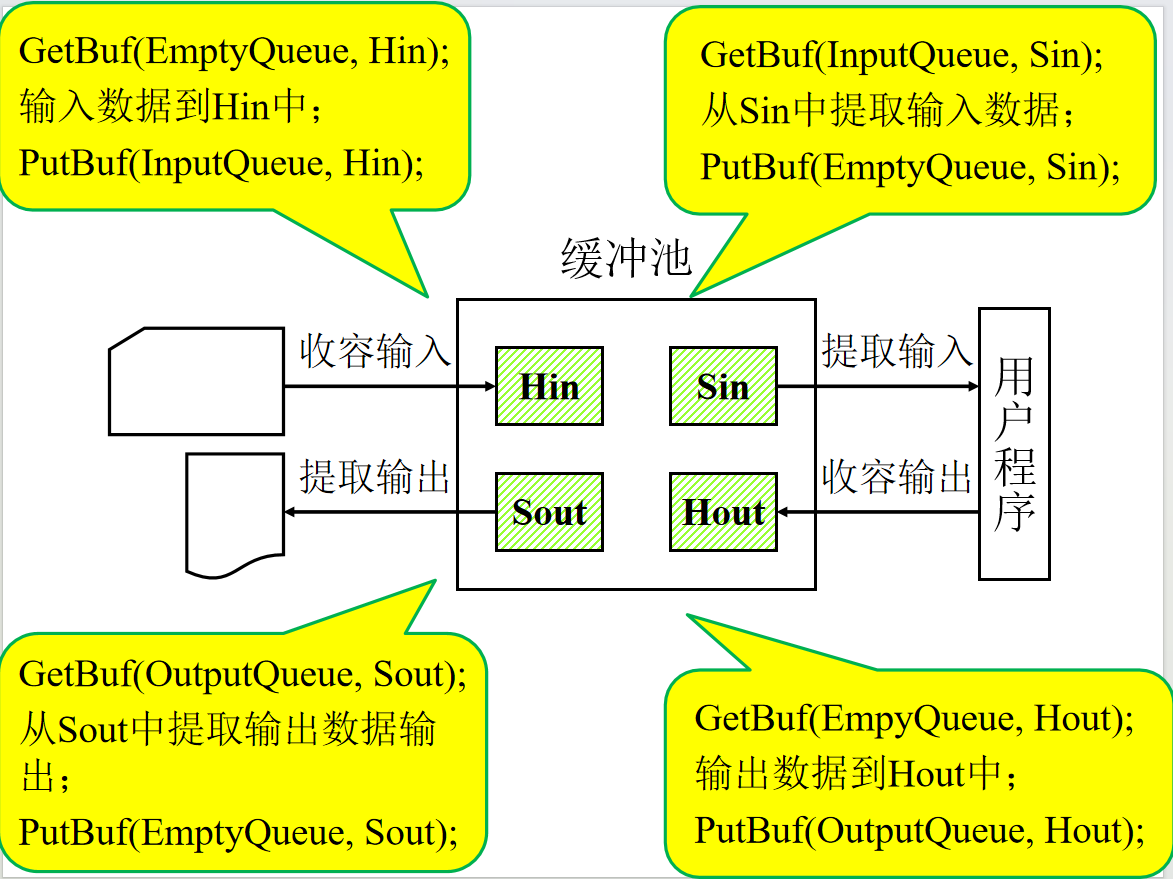 GetBuf(EmptyQueue, Hin);
输入数据到Hin中；
PutBuf(InputQueue, Hin);
GetBuf(InputQueue, Sin);
从Sin中提取输入数据；
PutBuf(EmptyQueue, Sin);
缓冲池
收容输入
Hin
Sin
提取输入
用户程序
提取输出
Sout
Hout
收容输出
GetBuf(OutputQueue, Sout);
从Sout中提取输出数据输
出；
PutBuf(EmptyQueue, Sout);
GetBuf(EmpyQueue, Hout);
输出数据到Hout中；
PutBuf(OutputQueue, Hout);